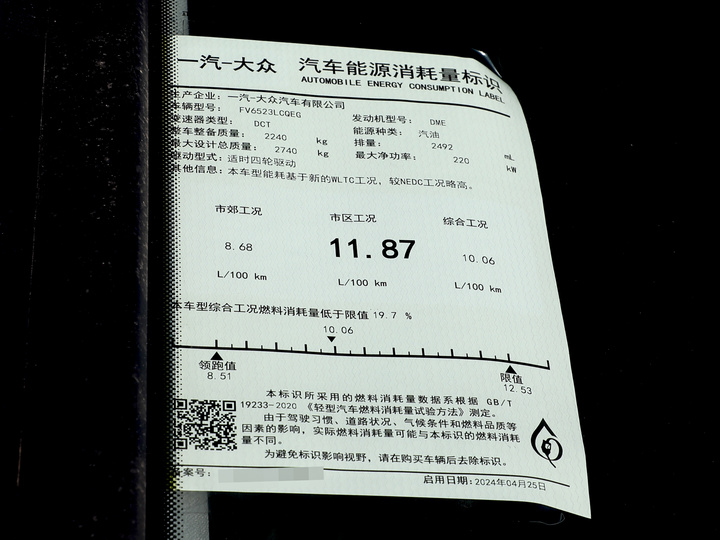 一汽-大众 汽车能源消耗量标识
AUTOMOBILE ENERGY CONSUMPTION LABEL
生产企业：一汽-大众汽车有限公司
车辆型号： FV6523LCQEG 发动机型号： DME
变速器类型： DCT 能源种类： 汽油
整车整备质量： 2240 kg 排量： 2492 mL
最大设计总质量： 2740 kg 最大净功率： 220 kW
驱动型式：适时四轮驱动
其他信息：本车型能耗基于新的WLTC工况，较NEDC工况略高。
市郊工况 市区工况 综合工况
8.68 11.87 10.06
L/100 km L/100 km L/100 km
本车型综合工况燃料消耗量低于限值 19.7 %
10.06
领跑值 限值
8.51 12.53
本标识所采用的燃料消耗量数据系根据 GB/T
19233-2020 《轻型汽车燃料消耗量试验方法》测定。
由于驾驶习惯、道路状况、气候条件和燃料品质等
因素的影响，实际燃料消耗量可能与本标识的燃料消耗
量不同。
为避免标识影响视野，请在购买车辆后去除标识。
备案号：
启用日期：2024年04月25日